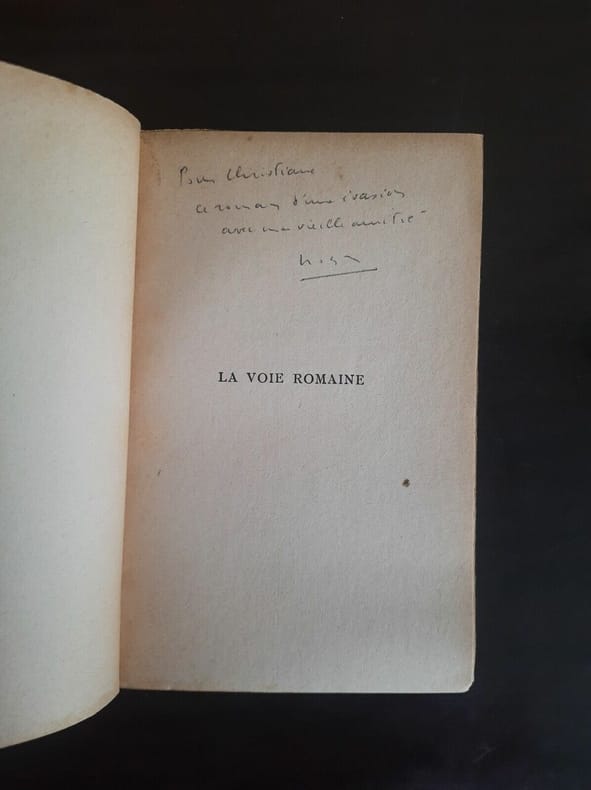 Pour Christiane
ce roman d'une évasion
avec ma vieille amitié
LA VOIE ROMAINE